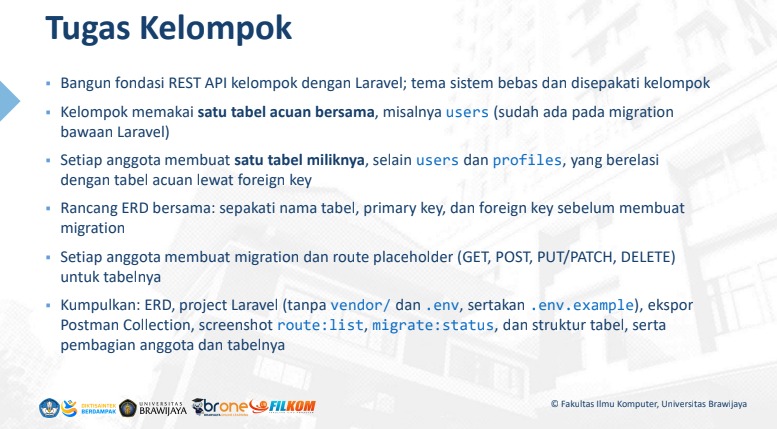 Tugas Kelompok
▪ Bangun fondasi REST API kelompok dengan Laravel; tema sistem bebas dan disepakati kelompok
▪ Kelompok memakai satu tabel acuan bersama, misalnya users (sudah ada pada migration
bawaan Laravel)
▪ Setiap anggota membuat satu tabel miliknya, selain users dan profiles, yang berelasi
dengan tabel acuan lewat foreign key
▪ Rancang ERD bersama: sepakati nama tabel, primary key, dan foreign key sebelum membuat
migration
▪ Setiap anggota membuat migration dan route placeholder (GET, POST, PUT/PATCH, DELETE)
untuk tabelnya
▪ Kumpulkan: ERD, project Laravel (tanpa vendor/ dan .env, sertakan .env.example), ekspor
Postman Collection, screenshot route:list, migrate:status, dan struktur tabel, serta
pembagian anggota dan tabelnya
DIKTISAINTEK
BERDAMPAK
UNIVERSITAS
BRAWIJAYA
brone
FILKOM
© Fakultas Ilmu Komputer, Universitas Brawijaya